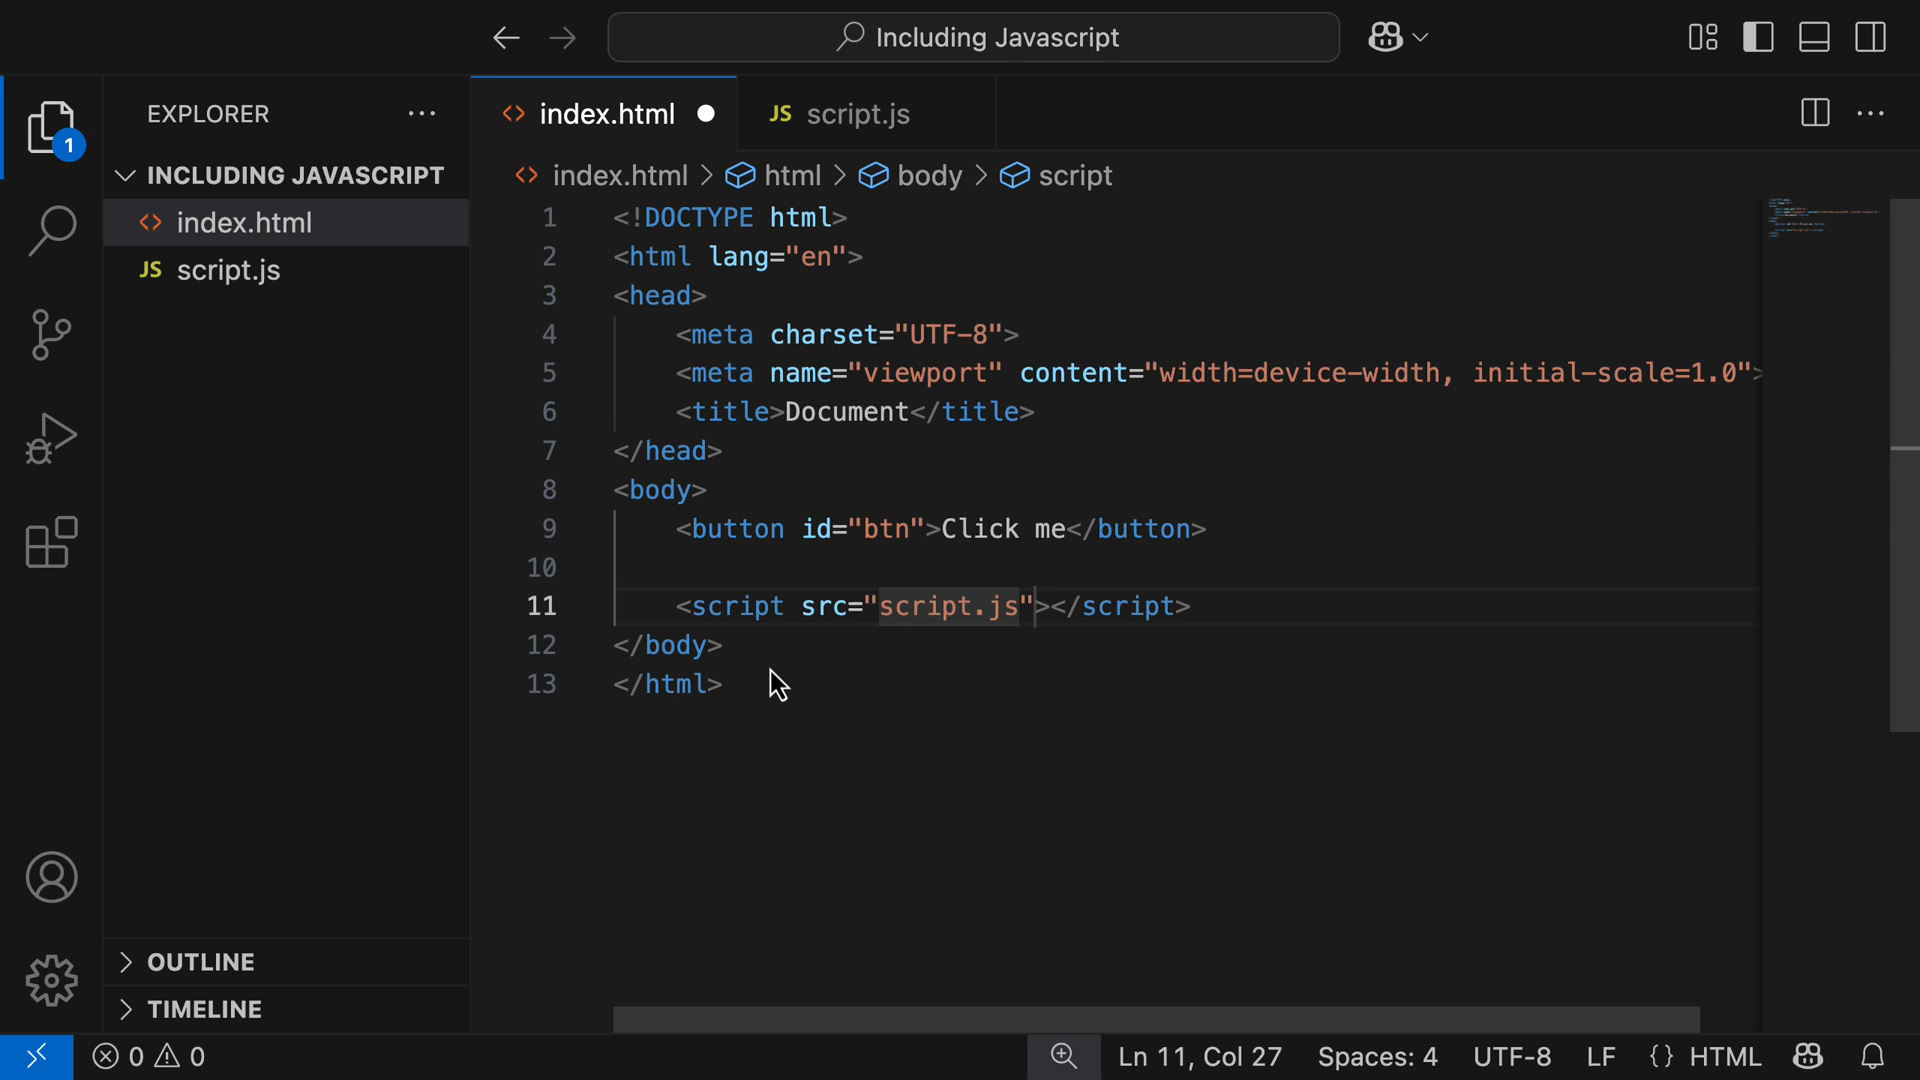 Including Javascript
EXPLORER
1
INCLUDING JAVASCRIPT
index.html
JS script.js
OUTLINE
TIMELINE
index.html
JS script.js
index.html > html > body > script
1 <!DOCTYPE html>
2 <html lang="en">
3 <head>
4 <meta charset="UTF-8">
5 <meta name="viewport" content="width=device-width, initial-scale=1.0">
6 <title>Document</title>
7 </head>
8 <body>
9 <button id="btn">Click me</button>
10
11 <script src="script.js"></script>
12 </body>
13 </html>
0 0
Ln 11, Col 27 Spaces: 4 UTF-8 LF {} HTML